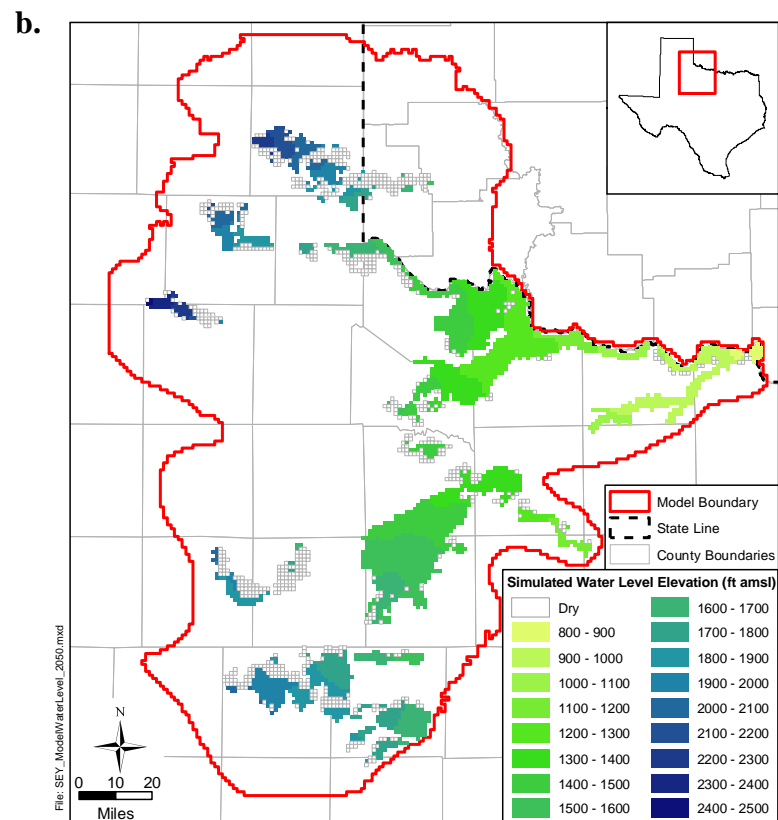 b.
Model Boundary
State Line
County Boundaries
Simulated Water Level Elevation (ft amsl)
Dry
800 - 900
900 - 1000
1000 - 1100
1100 - 1200
1200 - 1300
1300 - 1400
1400 - 1500
1500 - 1600
1600 - 1700
1700 - 1800
1800 - 1900
1900 - 2000
2000 - 2100
2100 - 2200
2200 - 2300
2300 - 2400
2400 - 2500
N
0 10 20
Miles
File: SEY_ModelWaterLevel_2050.mxd